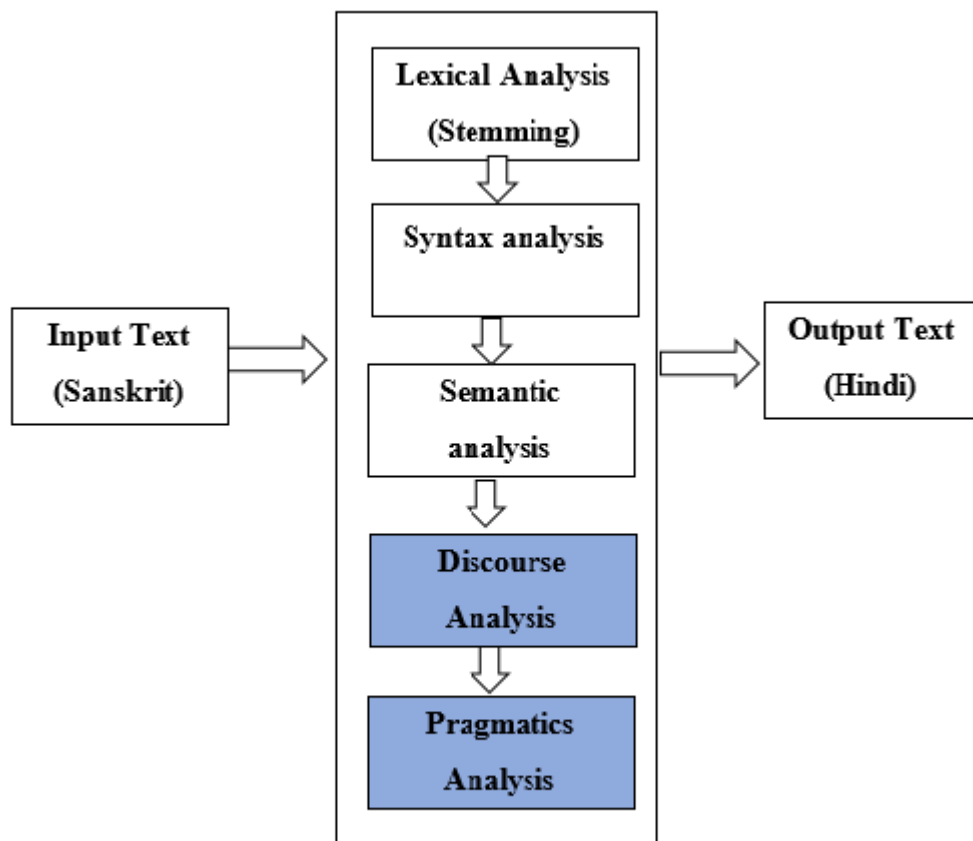 Input Text
(Sanskrit)
Lexical Analysis
(Stemming)
Syntax analysis
Semantic
analysis
Discourse
Analysis
Pragmatics
Analysis
Output Text
(Hindi)